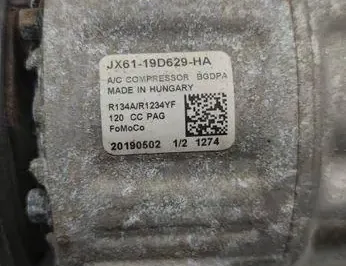 JX61-19D629-HA
A/C COMPRESSOR BGDPA
MADE IN HUNGARY
R134A/R1234YF
120 CC PAG
FoMoCo
20190502 1/2 1274